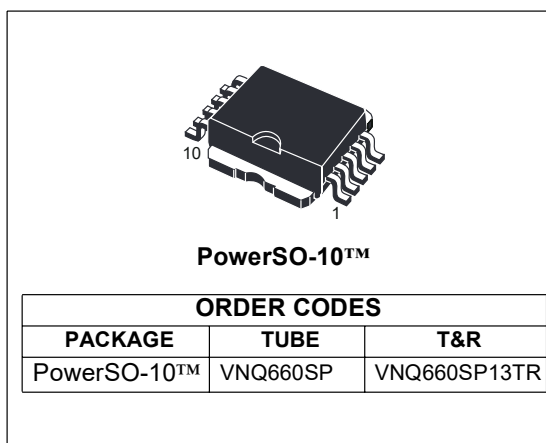 10
1
PowerSO-10™
ORDER CODES
PACKAGE TUBE T&R
PowerSO-10™ VNQ660SP VNQ660SP13TR